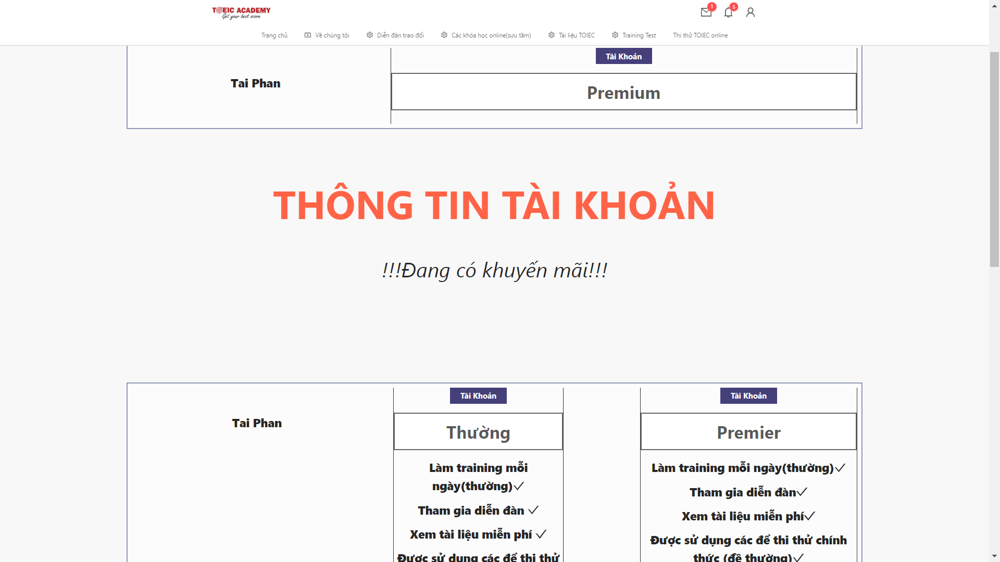 TOEIC ACADEMY
Get your best score
1
5
Trang chủ
Về chúng tôi
Diễn đàn trao đổi
Các khóa học online(sưu tầm)
Tài liệu TOIEC
Training Test
Thi thử TOIEC online
Tài Khoản
Tai Phan
Premium
THÔNG TIN TÀI KHOẢN
!!!Đang có khuyến mãi!!!
Tài Khoản
Tai Phan
Thường
Làm training mỗi
ngày(thường)✓
Tham gia diễn đàn ✓
Xem tài liệu miễn phí ✓
Được sử dụng các để thi thử
Tài Khoản
Premier
Làm training mỗi ngày(thường)✓
Tham gia diễn đàn✓
Xem tài liệu miễn phí✓
Được sử dụng các để thi thử chính
thức (đề thường)✓